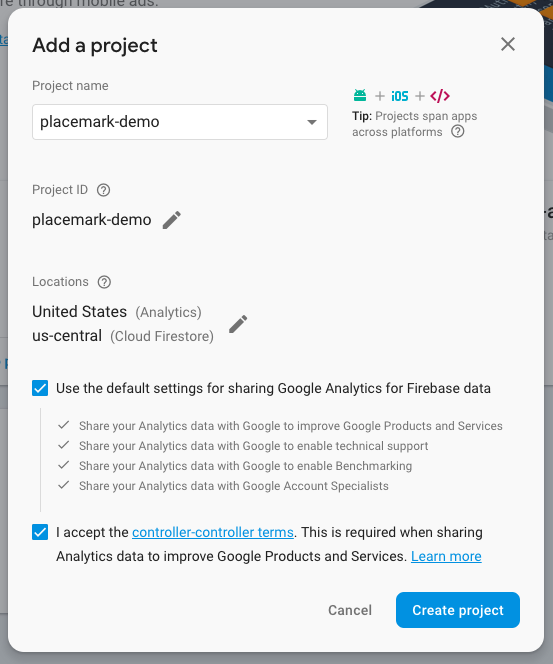 re through mobile ads.
Add a project
Project name
placemark-demo
+ iOS + </>
Tip: Projects span apps
across platforms
Project ID
placemark-demo
Locations
United States (Analytics)
us-central (Cloud Firestore)
Use the default settings for sharing Google Analytics for Firebase data
Share your Analytics data with Google to improve Google Products and Services
Share your Analytics data with Google to enable technical support
Share your Analytics data with Google to enable Benchmarking
Share your Analytics data with Google Account Specialists
I accept the controller-controller terms. This is required when sharing
Analytics data to improve Google Products and Services. Learn more
Cancel Create project